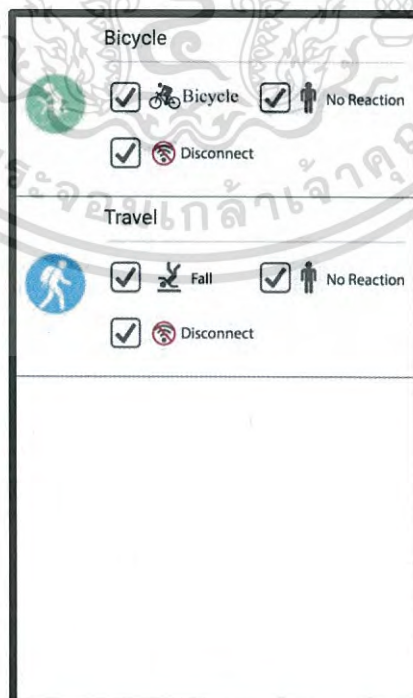 Bicycle
Bicycle No Reaction
Disconnect
Travel
Fall No Reaction
Disconnect